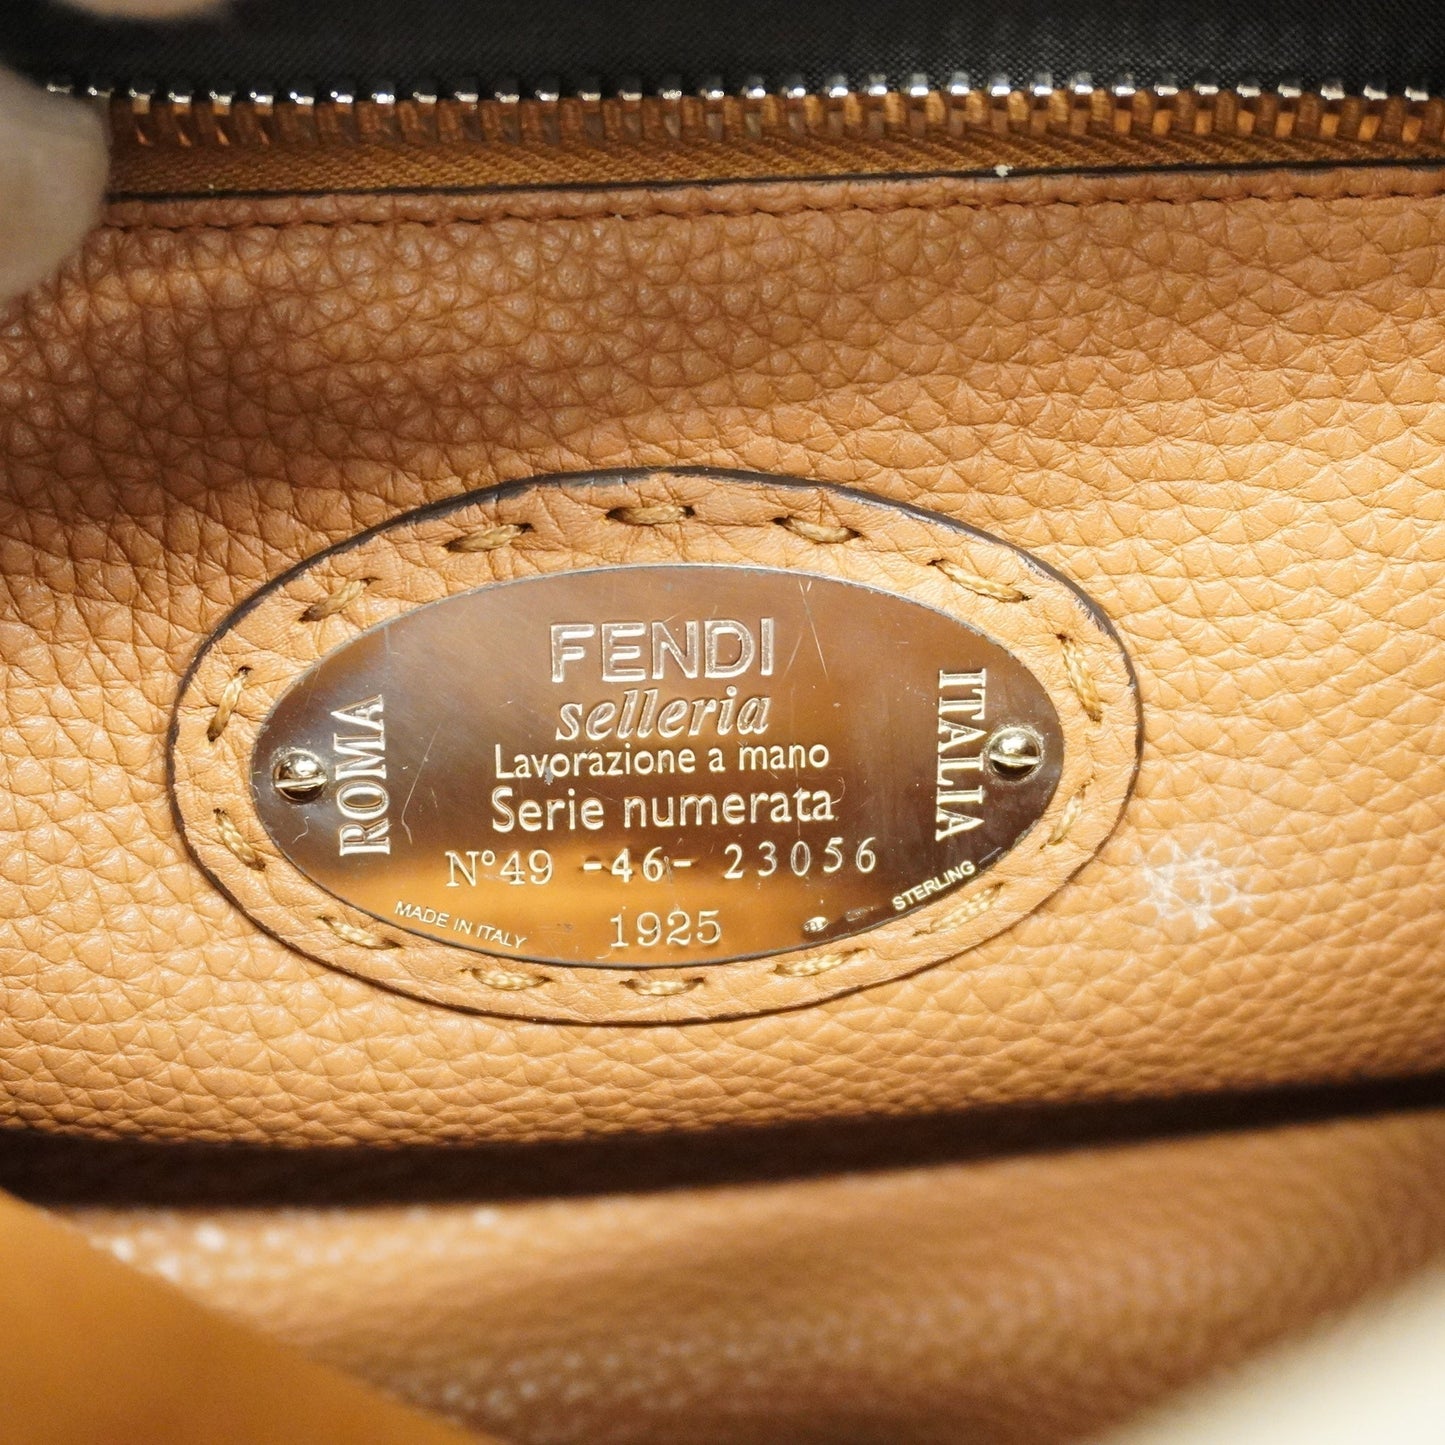 FENDI
selleria
Lavorazione a mano
Serie numerata
N°49 -46- 23056
1925
ROMA
ITALIA
MADE IN ITALY
STERLING